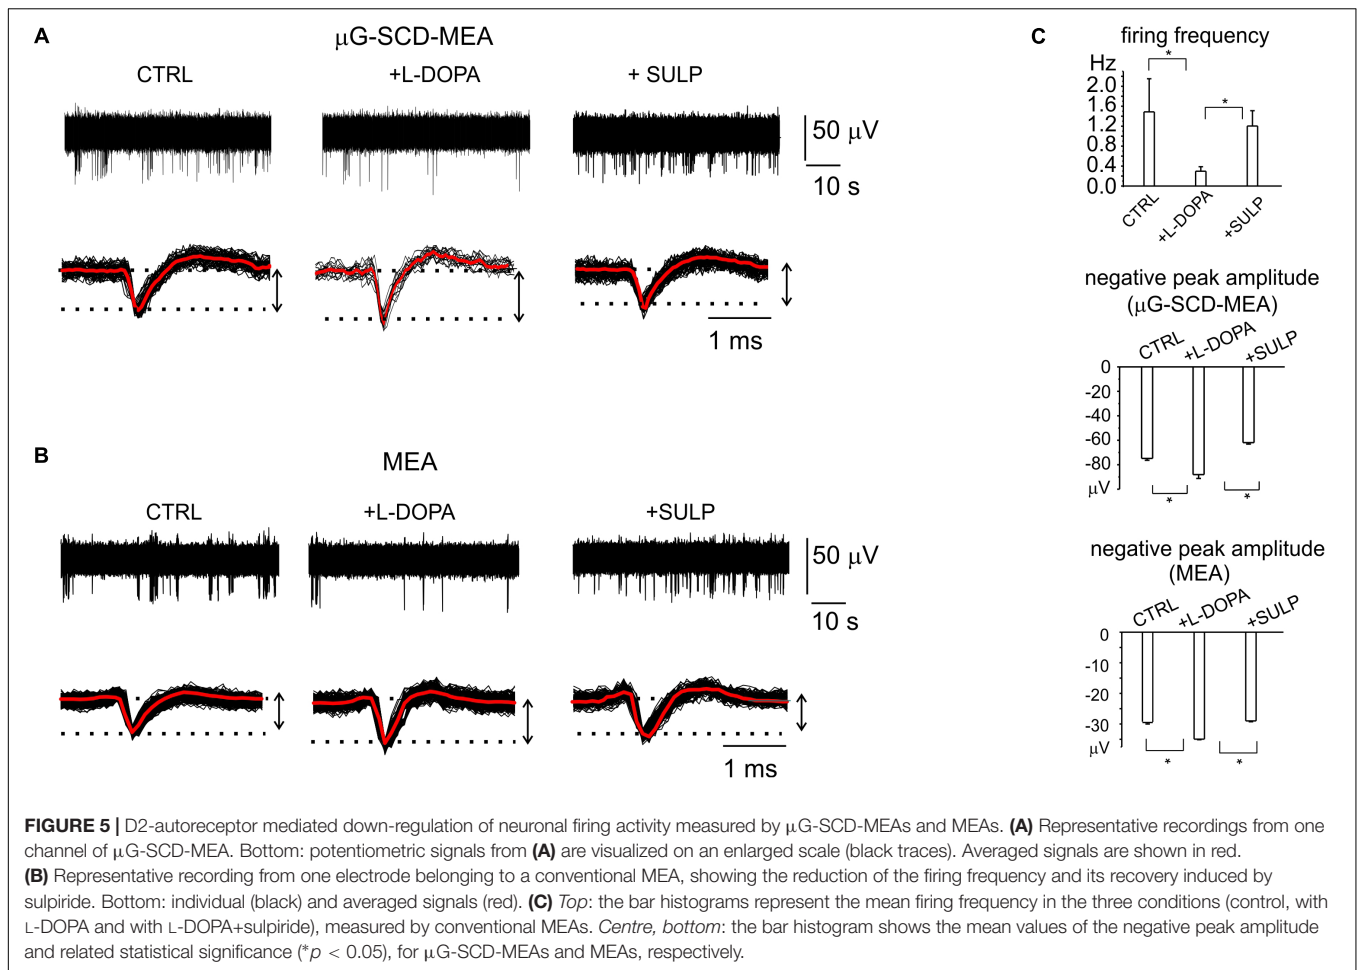 A
μG-SCD-MEA
CTRL
+L-DOPA
+ SULP
50 μV
10 s
1 ms
B
MEA
CTRL
+L-DOPA
+SULP
50 μV
10 s
1 ms
C
firing frequency
Hz
*
*
2.0
1.6
1.2
0.8
0.4
0.0
CTRL
+L-DOPA
+SULP
negative peak amplitude
(μG-SCD-MEA)
CTRL
+L-DOPA
+SULP
0
-20
-40
-60
-80
μV
*
*
negative peak amplitude
(MEA)
CTRL
+L-DOPA
+SULP
0
-10
-20
-30
μV
*
*
FIGURE 5 | D2-autoreceptor mediated down-regulation of neuronal firing activity measured by μG-SCD-MEAs and MEAs. (A) Representative recordings from one
channel of μG-SCD-MEA. Bottom: potentiometric signals from (A) are visualized on an enlarged scale (black traces). Averaged signals are shown in red.
(B) Representative recording from one electrode belonging to a conventional MEA, showing the reduction of the firing frequency and its recovery induced by
sulpiride. Bottom: individual (black) and averaged signals (red). (C) Top: the bar histograms represent the mean firing frequency in the three conditions (control, with
L-DOPA and with L-DOPA+sulpiride), measured by conventional MEAs. Centre, bottom: the bar histogram shows the mean values of the negative peak amplitude
and related statistical significance (*p < 0.05), for μG-SCD-MEAs and MEAs, respectively.